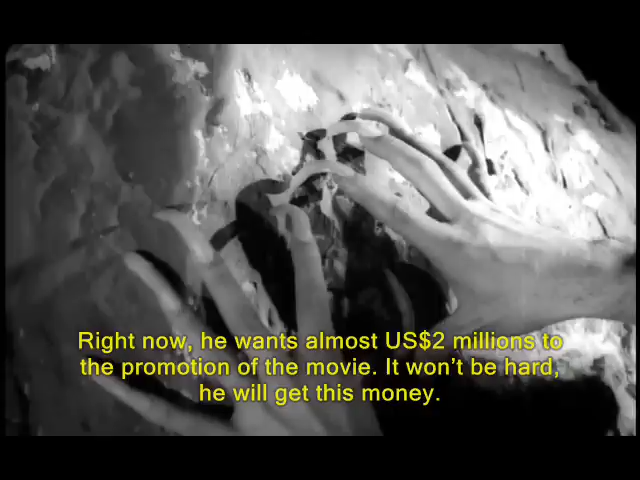 Right now, he wants almost US$2 millions to
the promotion of the movie. It won't be hard,
he will get this money.